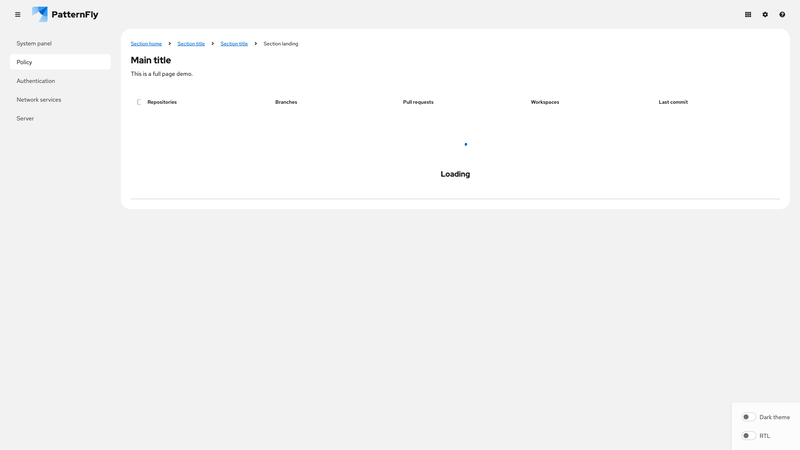 PatternFly
System panel
Policy
Authentication
Network services
Server
Section home Section title Section title Section landing
Main title
This is a full page demo.
Repositories Branches Pull requests Workspaces Last commit
Loading
Dark theme
RTL